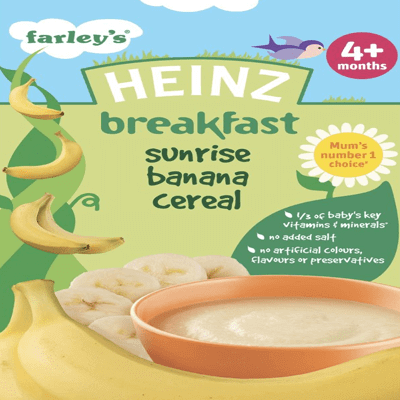 farley's®
4+
months
HEINZ
breakfast
sunrise
banana
cereal
Mum's
number 1
choice*
1/3 of baby's key
vitamins & minerals~
no added salt
no artificial colours,
flavours or preservatives